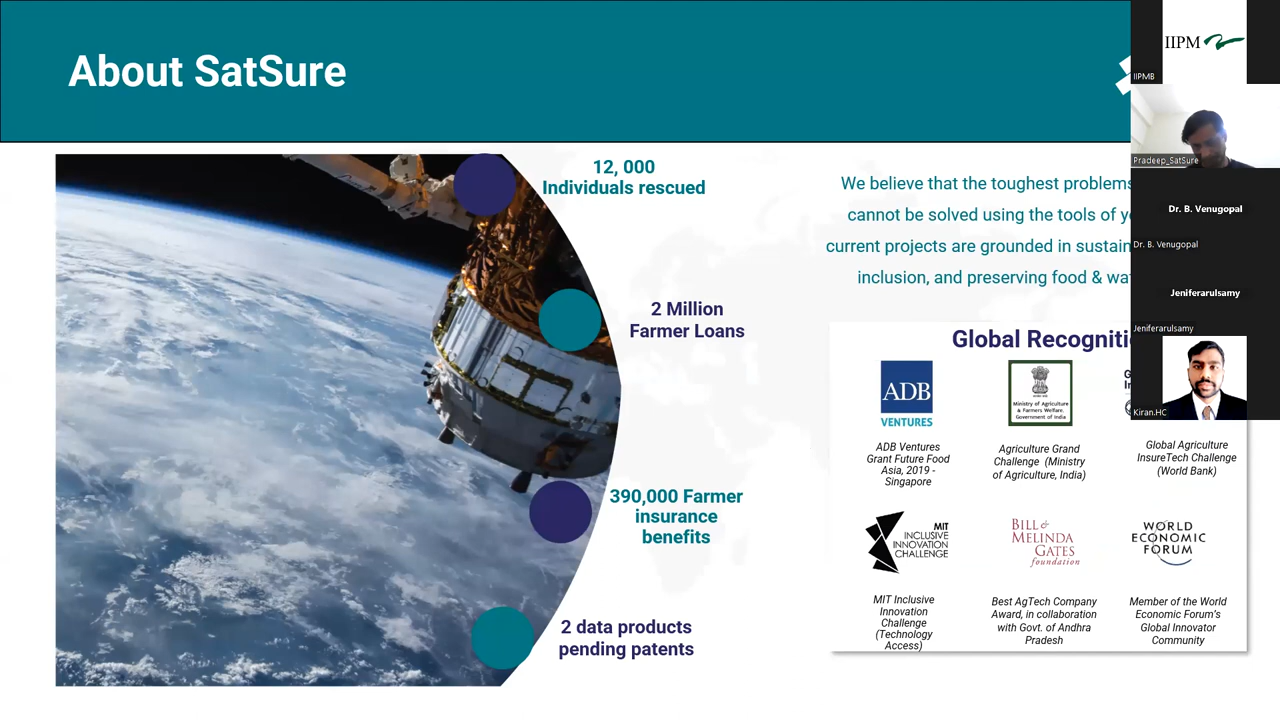 About SatSure
12, 000
Individuals rescued
2 Million
Farmer Loans
390,000 Farmer
insurance
benefits
2 data products
pending patents
We believe that the toughest problems
cannot be solved using the tools of
current projects are grounded in
inclusion, and preserving food &
Global
ADB
VENTURES
ADB Ventures
Grant Future Food
Asia, 2019 -
Singapore
Ministry of Agriculture
& Farmers Welfare,
Government of India
Agriculture Grand
Challenge (Ministry
of Agriculture, India)
Global Agriculture
InsureTech Challenge
(World Bank)
MIT
INCLUSIVE
INNOVATION
CHALLENGE
MIT Inclusive
Innovation
Challenge
(Technology
Access)
BILL &
MELINDA
GATES
foundation
Best AgTech Company
Award, in collaboration
with Govt. of Andhra
Pradesh
WORLD
ECONOMIC
FORUM
Member of the World
Economic Forum's
Global Innovator
Community
IIPM
IIPMB
Pradeep_SatSure
Dr. B. Venugopal
Dr. B. Venugopal
Jeniferarulsamy
Jeniferarulsamy
Kiran.HC